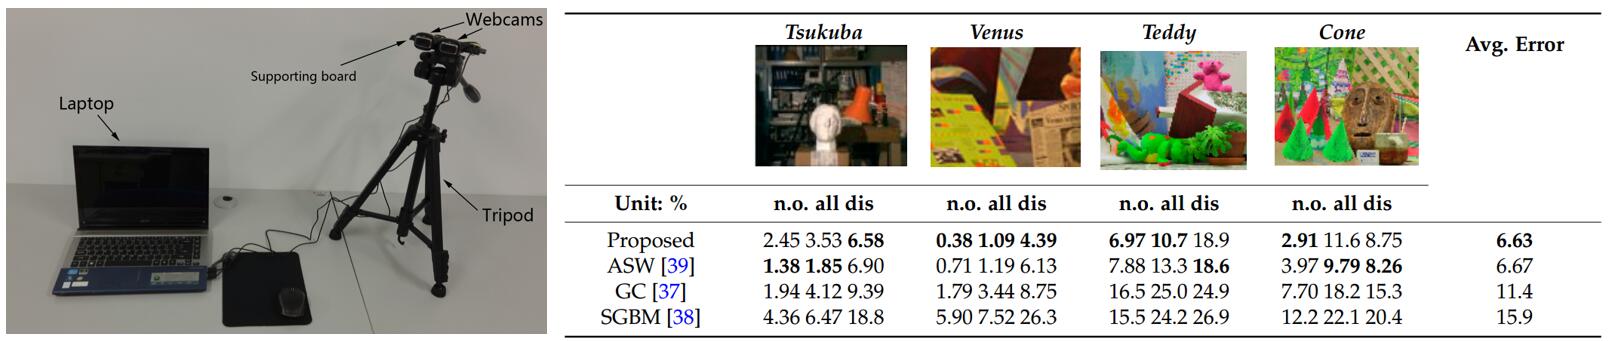 Webcams
Supporting board
Laptop
Tripod
Tsukuba Venus Teddy Cone Avg. Error
Unit: % n.o. all dis n.o. all dis n.o. all dis n.o. all dis
Proposed 2.45 3.53 6.58 0.38 1.09 4.39 6.97 10.7 18.9 2.91 11.6 8.75 6.63
ASW [39] 1.38 1.85 6.90 0.71 1.19 6.13 7.88 13.3 18.6 3.97 9.79 8.26 6.67
GC [37] 1.94 4.12 9.39 1.79 3.44 8.75 16.5 25.0 24.9 7.70 18.2 15.3 11.4
SGBM [38] 4.36 6.47 18.8 5.90 7.52 26.3 15.5 24.2 26.9 12.2 22.1 20.4 15.9